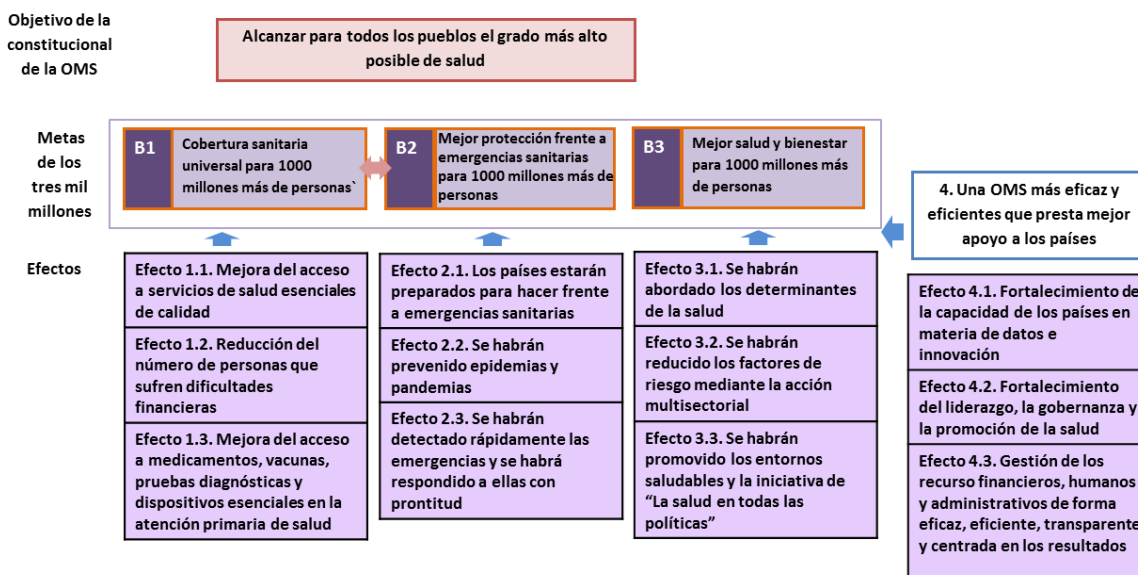 Objetivo de la
constitucional
de la OMS
Alcanzar para todos los pueblos el grado más alto
posible de salud
Metas
de los
tres mil
millones
B1
Cobertura sanitaria
universal para 1000
millones más de personas`
B2
Mejor protección frente a
emergencias sanitarias
para 1000 millones más de
personas
B3
Mejor salud y bienestar
para 1000 millones más
de personas
4. Una OMS más eficaz y
eficientes que presta mejor
apoyo a los países
Efectos
Efecto 1.1. Mejora del acceso
a servicios de salud esenciales
de calidad
Efecto 1.2. Reducción del
número de personas que
sufren dificultades
financieras
Efecto 1.3. Mejora del acceso
a medicamentos, vacunas,
pruebas diagnósticas y
dispositivos esenciales en la
atención primaria de salud
Efecto 2.1. Los países estarán
preparados para hacer frente
a emergencias sanitarias
Efecto 2.2. Se habrán
prevenido epidemias y
pandemias
Efecto 2.3. Se habrán
detectado rápidamente las
emergencias y se habrá
respondido a ellas con
prontitud
Efecto 3.1. Se habrán
abordado los determinantes
de la salud
Efecto 3.2. Se habrán
reducido los factores de
riesgo mediante la acción
multisectorial
Efecto 3.3. Se habrán
promovido los entornos
saludables y la iniciativa de
“La salud en todas las
políticas”
Efecto 4.1. Fortalecimiento de
la capacidad de los países en
materia de datos e
innovación
Efecto 4.2. Fortalecimiento
del liderazgo, la gobernanza y
la promoción de la salud
Efecto 4.3. Gestión de los
recurso financieros, humanos
y administrativos de forma
eficaz, eficiente, transparente
y centrada en los resultados